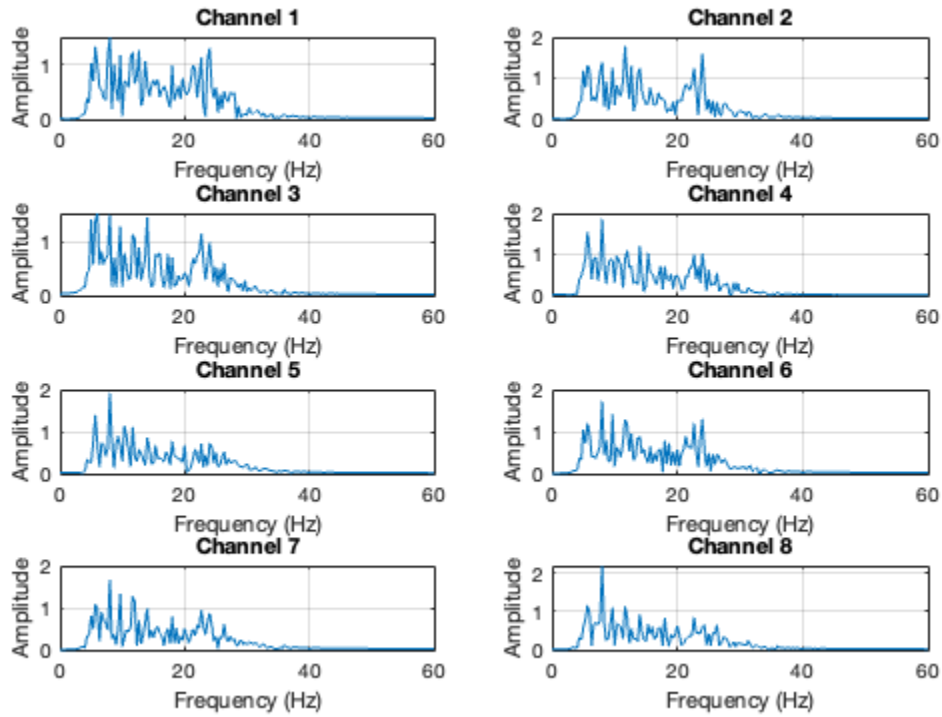 Channel 1
Amplitude
1
0
0 20 40 60
Frequency (Hz)
Channel 2
Amplitude
2
1
0
0 20 40 60
Frequency (Hz)
Channel 3
Amplitude
1
0
0 20 40 60
Frequency (Hz)
Channel 4
Amplitude
2
1
0
0 20 40 60
Frequency (Hz)
Channel 5
Amplitude
2
1
0
0 20 40 60
Frequency (Hz)
Channel 6
Amplitude
2
1
0
0 20 40 60
Frequency (Hz)
Channel 7
Amplitude
2
1
0
0 20 40 60
Frequency (Hz)
Channel 8
Amplitude
2
1
0
0 20 40 60
Frequency (Hz)